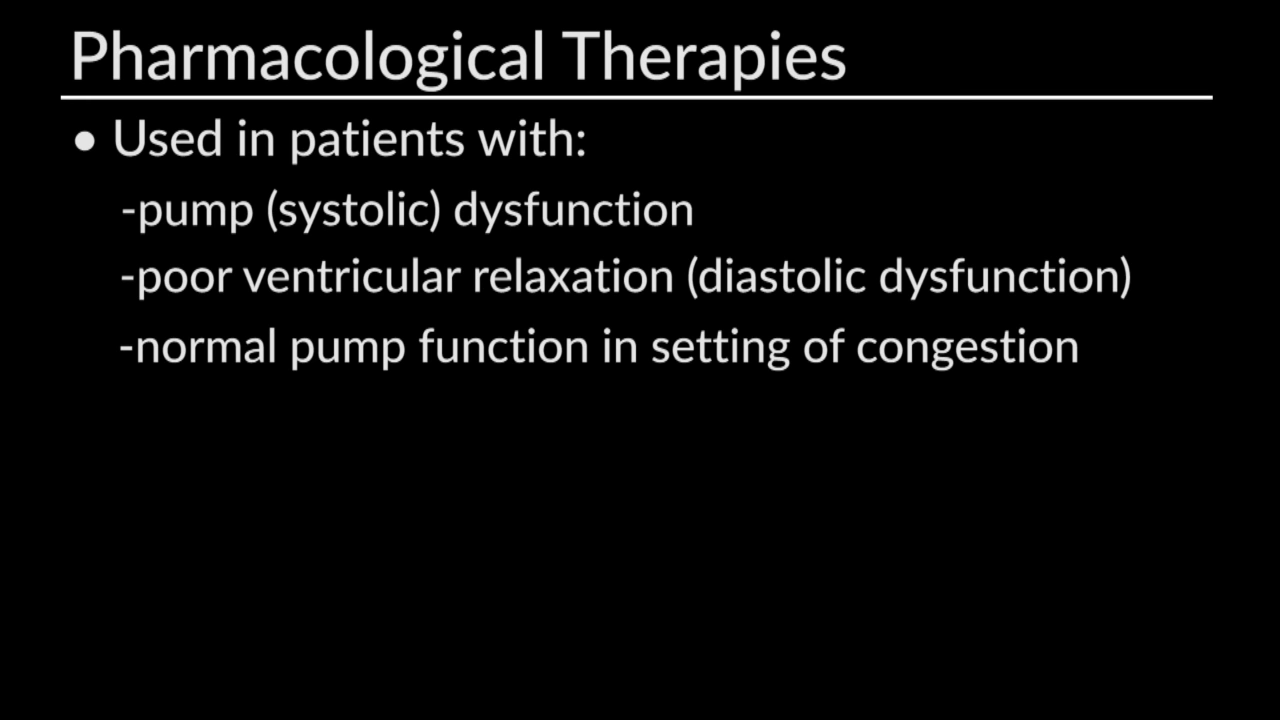 Pharmacological Therapies
• Used in patients with:
-pump (systolic) dysfunction
-poor ventricular relaxation (diastolic dysfunction)
-normal pump function in setting of congestion